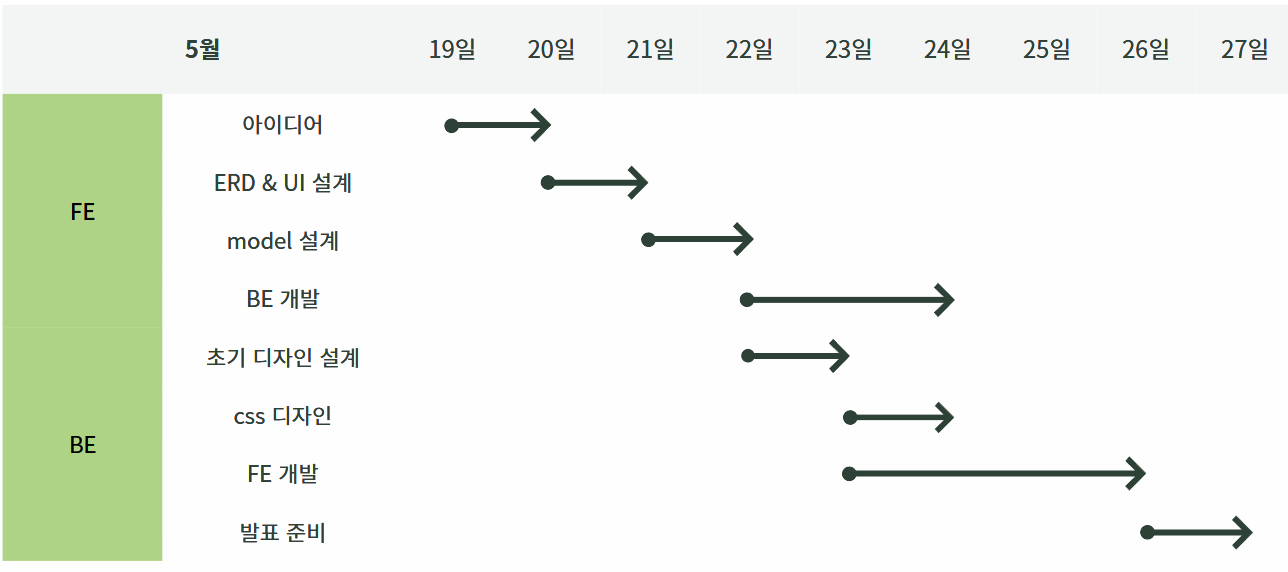 5월 19일 20일 21일 22일 23일 24일 25일 26일 27일
아이디어
ERD & UI 설계
FE
model 설계
BE 개발
초기 디자인 설계
css 디자인
BE
FE 개발
발표 준비